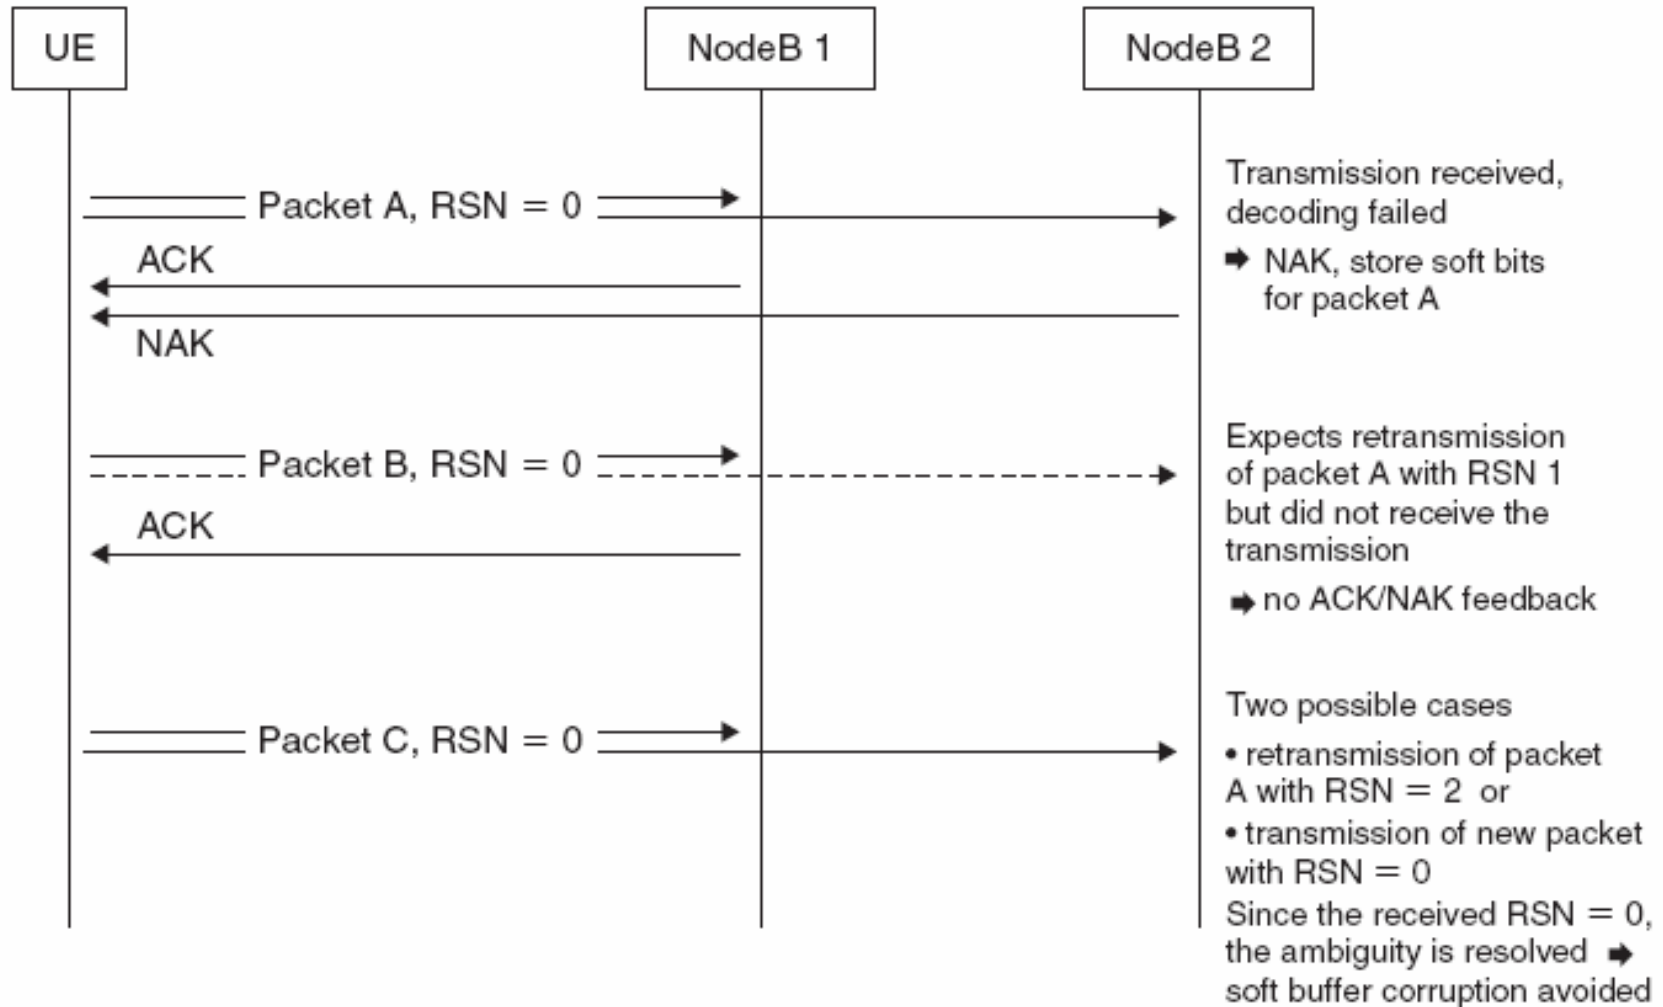 UE
NodeB 1
NodeB 2
Packet A, RSN = 0
Transmission received,
decoding failed
➡ NAK, store soft bits
for packet A
ACK
NAK
Packet B, RSN = 0
Expects retransmission
of packet A with RSN 1
but did not receive the
transmission
➡ no ACK/NAK feedback
ACK
Packet C, RSN = 0
Two possible cases
• retransmission of packet
A with RSN = 2 or
• transmission of new packet
with RSN = 0
Since the received RSN = 0,
the ambiguity is resolved ➡
soft buffer corruption avoided